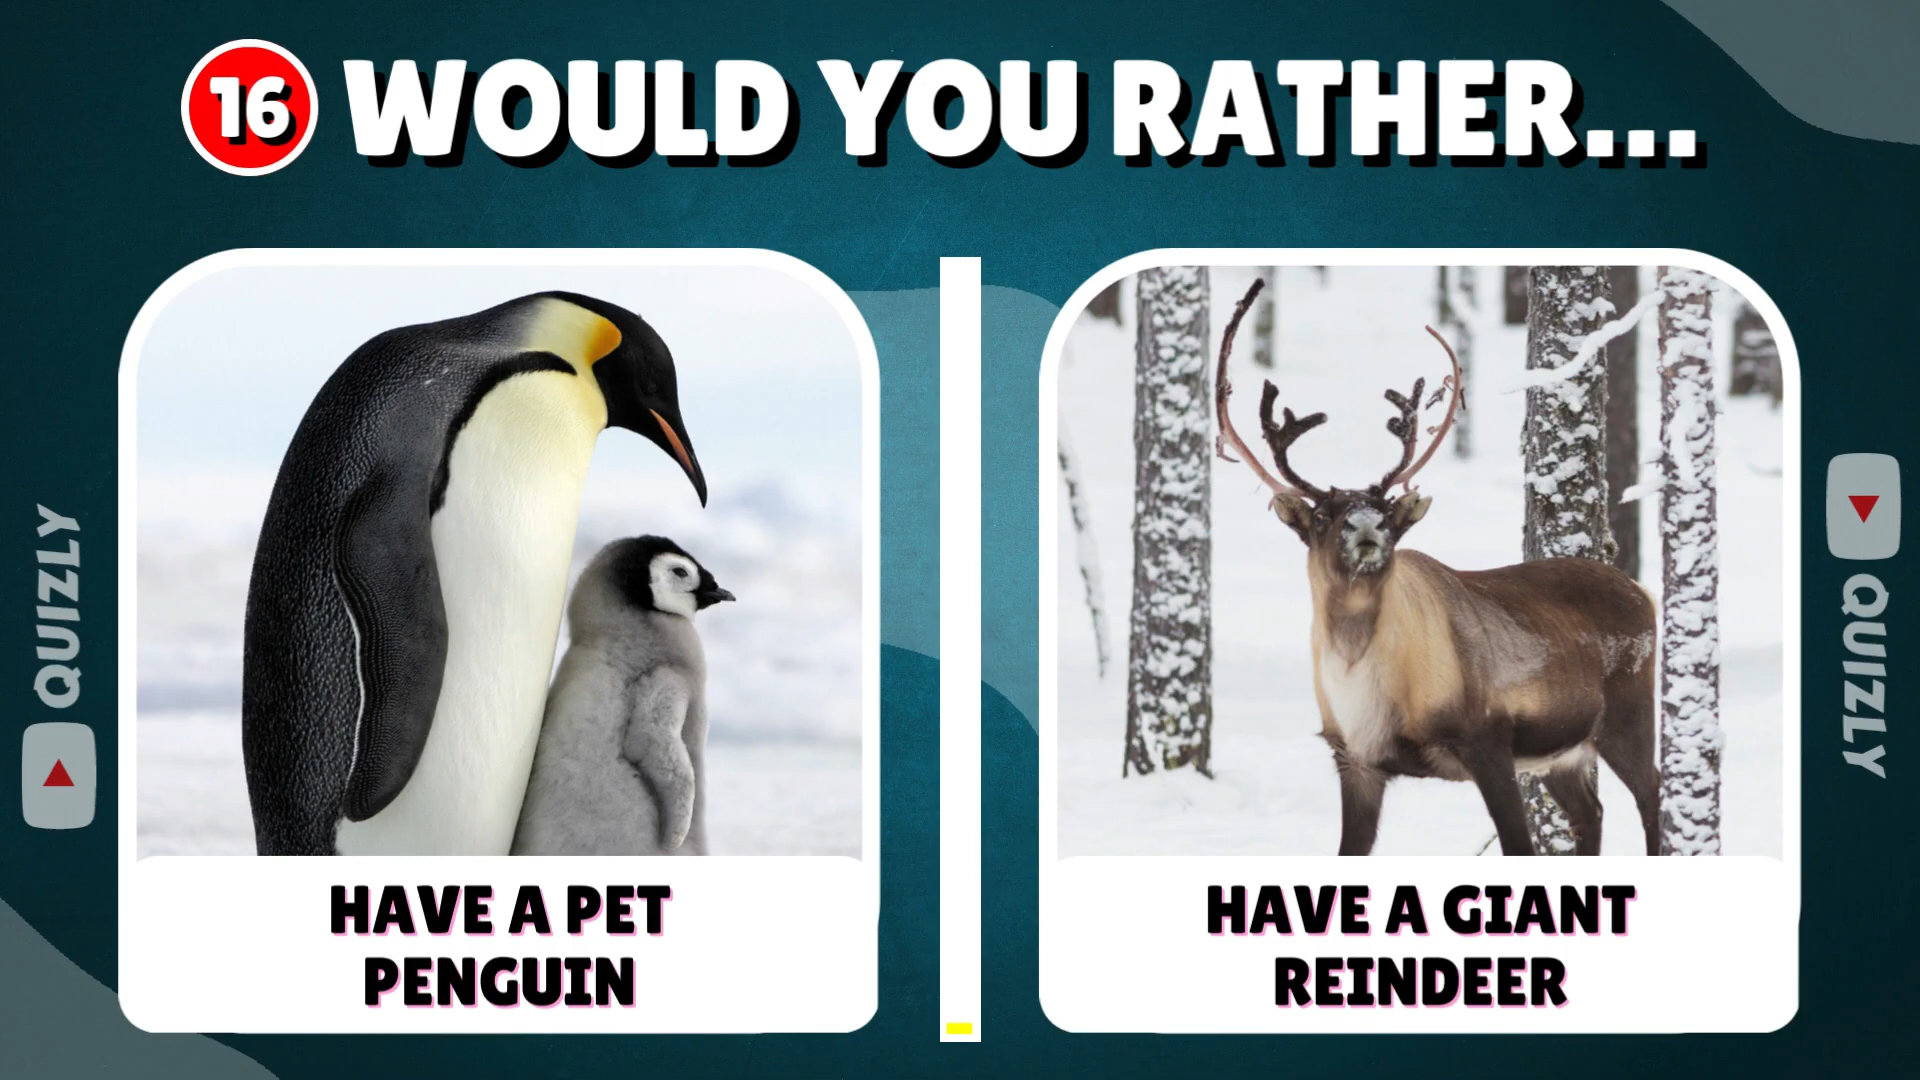 16 WOULD YOU RATHER...
QUIZLY
HAVE A PET
PENGUIN
HAVE A GIANT
REINDEER
QUIZLY